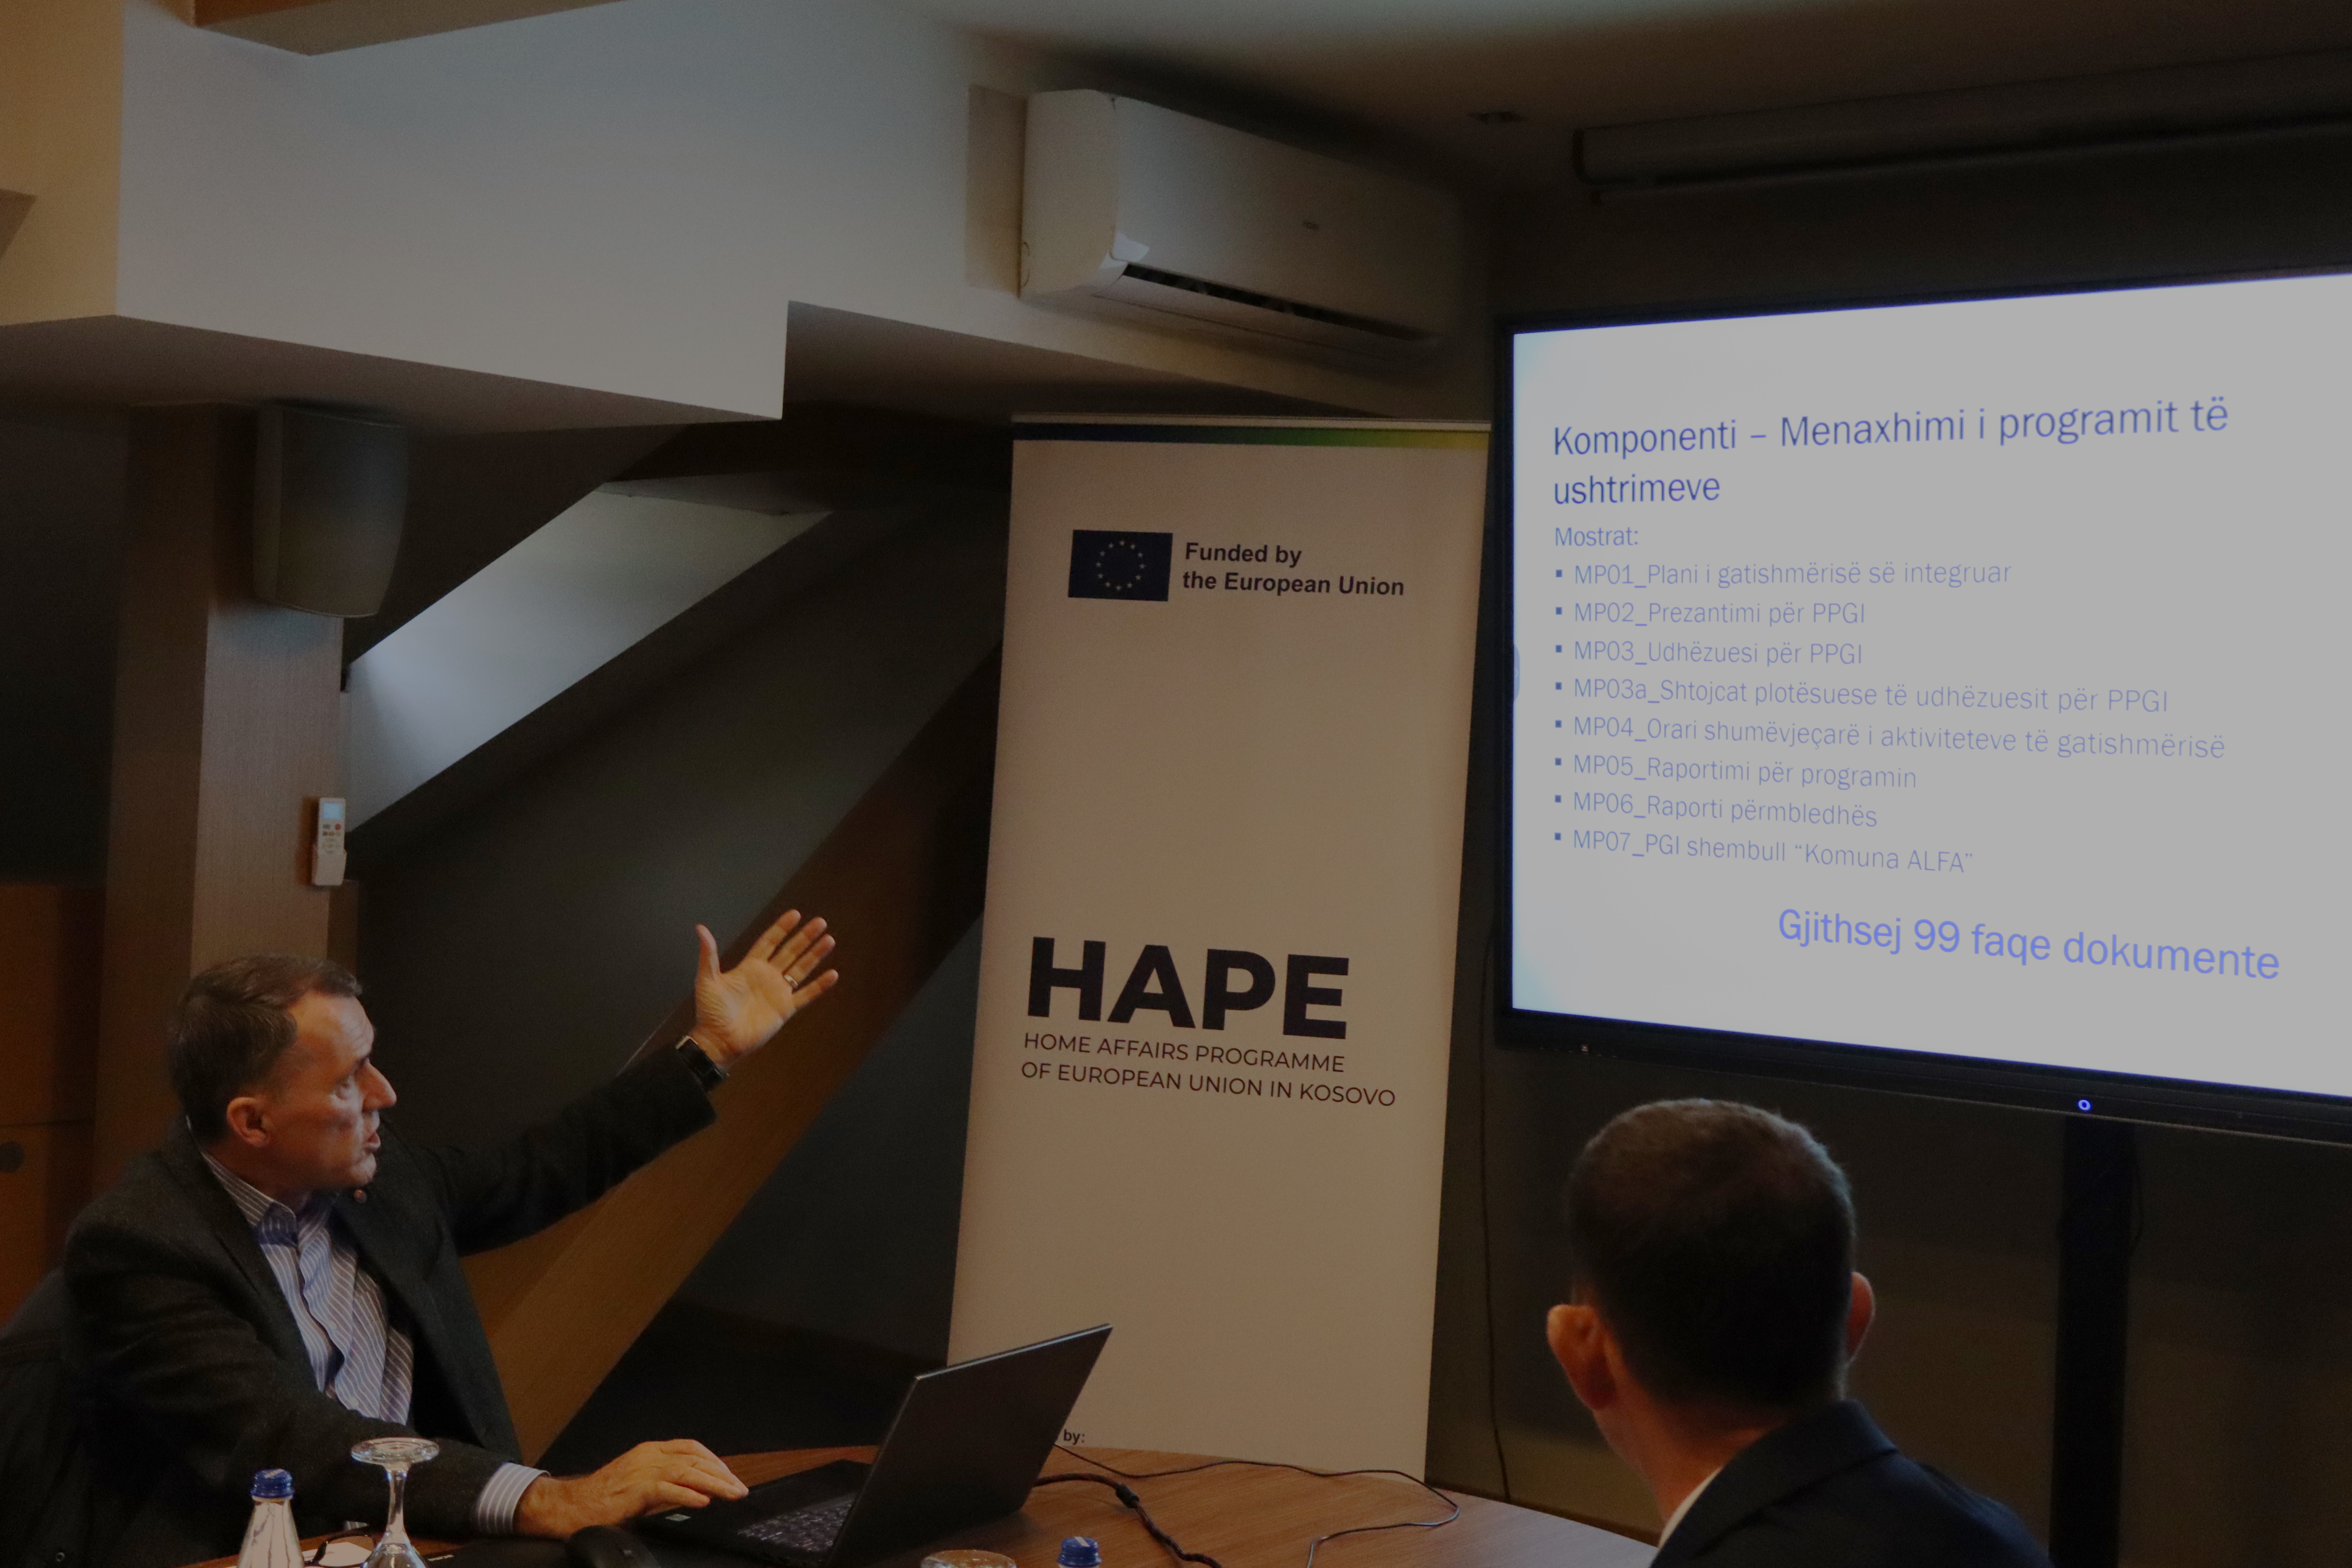 Funded by
the European Union
HAPE
HOME AFFAIRS PROGRAMME
OF EUROPEAN UNION IN KOSOVO
by:
Komponenti – Menaxhimi i programit të
ushtrimeve
Mostrat:
▪ MP01_Plani i gatishmërisë së integruar
▪ MP02_Prezantimi për PPGI
▪ MP03_Udhëzuesi për PPGI
▪ MP03a_Shtojcat plotësuese të udhëzuesit për PPGI
▪ MP04_Orari shumëvjeçarë i aktiviteteve të gatishmërisë
▪ MP05_Raportimi për programin
▪ MP06_Raporti përmbledhës
▪ MP07_PGI shembull “Komuna ALFA”
Gjithsej 99 faqe dokumente